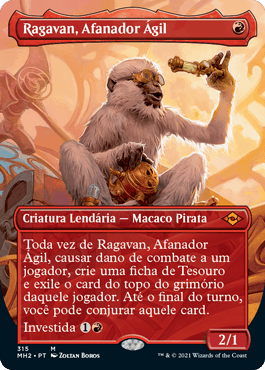 Ragavan, Afanador Ágil
Criatura Lendária — Macaco Pirata
Toda vez de Ragavan, Afanador
Ágil, causar dano de combate a um
jogador, crie uma ficha de Tesouro
e exile o card do topo do grimório
daquele jogador. Até o final do turno,
você pode conjurar aquele card.
Investida 1
2/1
315 M
MH2 • PT Zoltan Boros
™ & © 2021 Wizards of the Coast